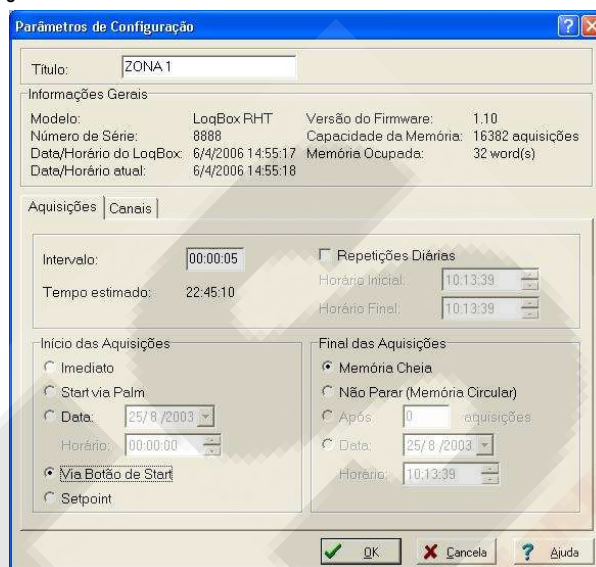 Parâmetros de Configuração
Título: ZONA 1
Informações Gerais
Modelo: LogBox RHT Versão do Firmware: 1.10
Número de Série: 8888 Capacidade da Memória: 16382 aquisições
Data/Horário do LogBox: 6/4/2006 14:55:17 Memória Ocupada: 32 word(s)
Data/Horário atual: 6/4/2006 14:55:18
Aquisições Canais
Intervalo: 00:00:05 Repetições Diárias
Horário Inicial: 10:13:39
Tempo estimado: 22:45:10
Horário Final: 10:13:39
Início das Aquisições
Imediato
Start via Palm
Data: 25/ 8 /2003
Horário: 00:00:00
Via Botão de Start
Setpoint
Final das Aquisições
Memória Cheia
Não Parar (Memória Circular)
Após 0 aquisições
Data: 25/ 8 /2003
Horário: 10:13:39
OK Cancela Ajuda